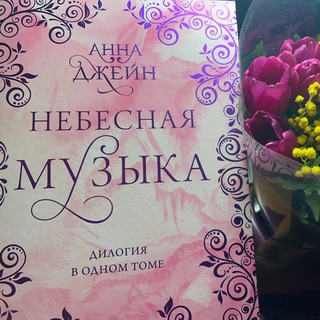 АННА
ДЖЕЙН
НЕБЕСНАЯ
МУЗЫКА
ДИЛОГИЯ
В ОДНОМ ТОМЕ